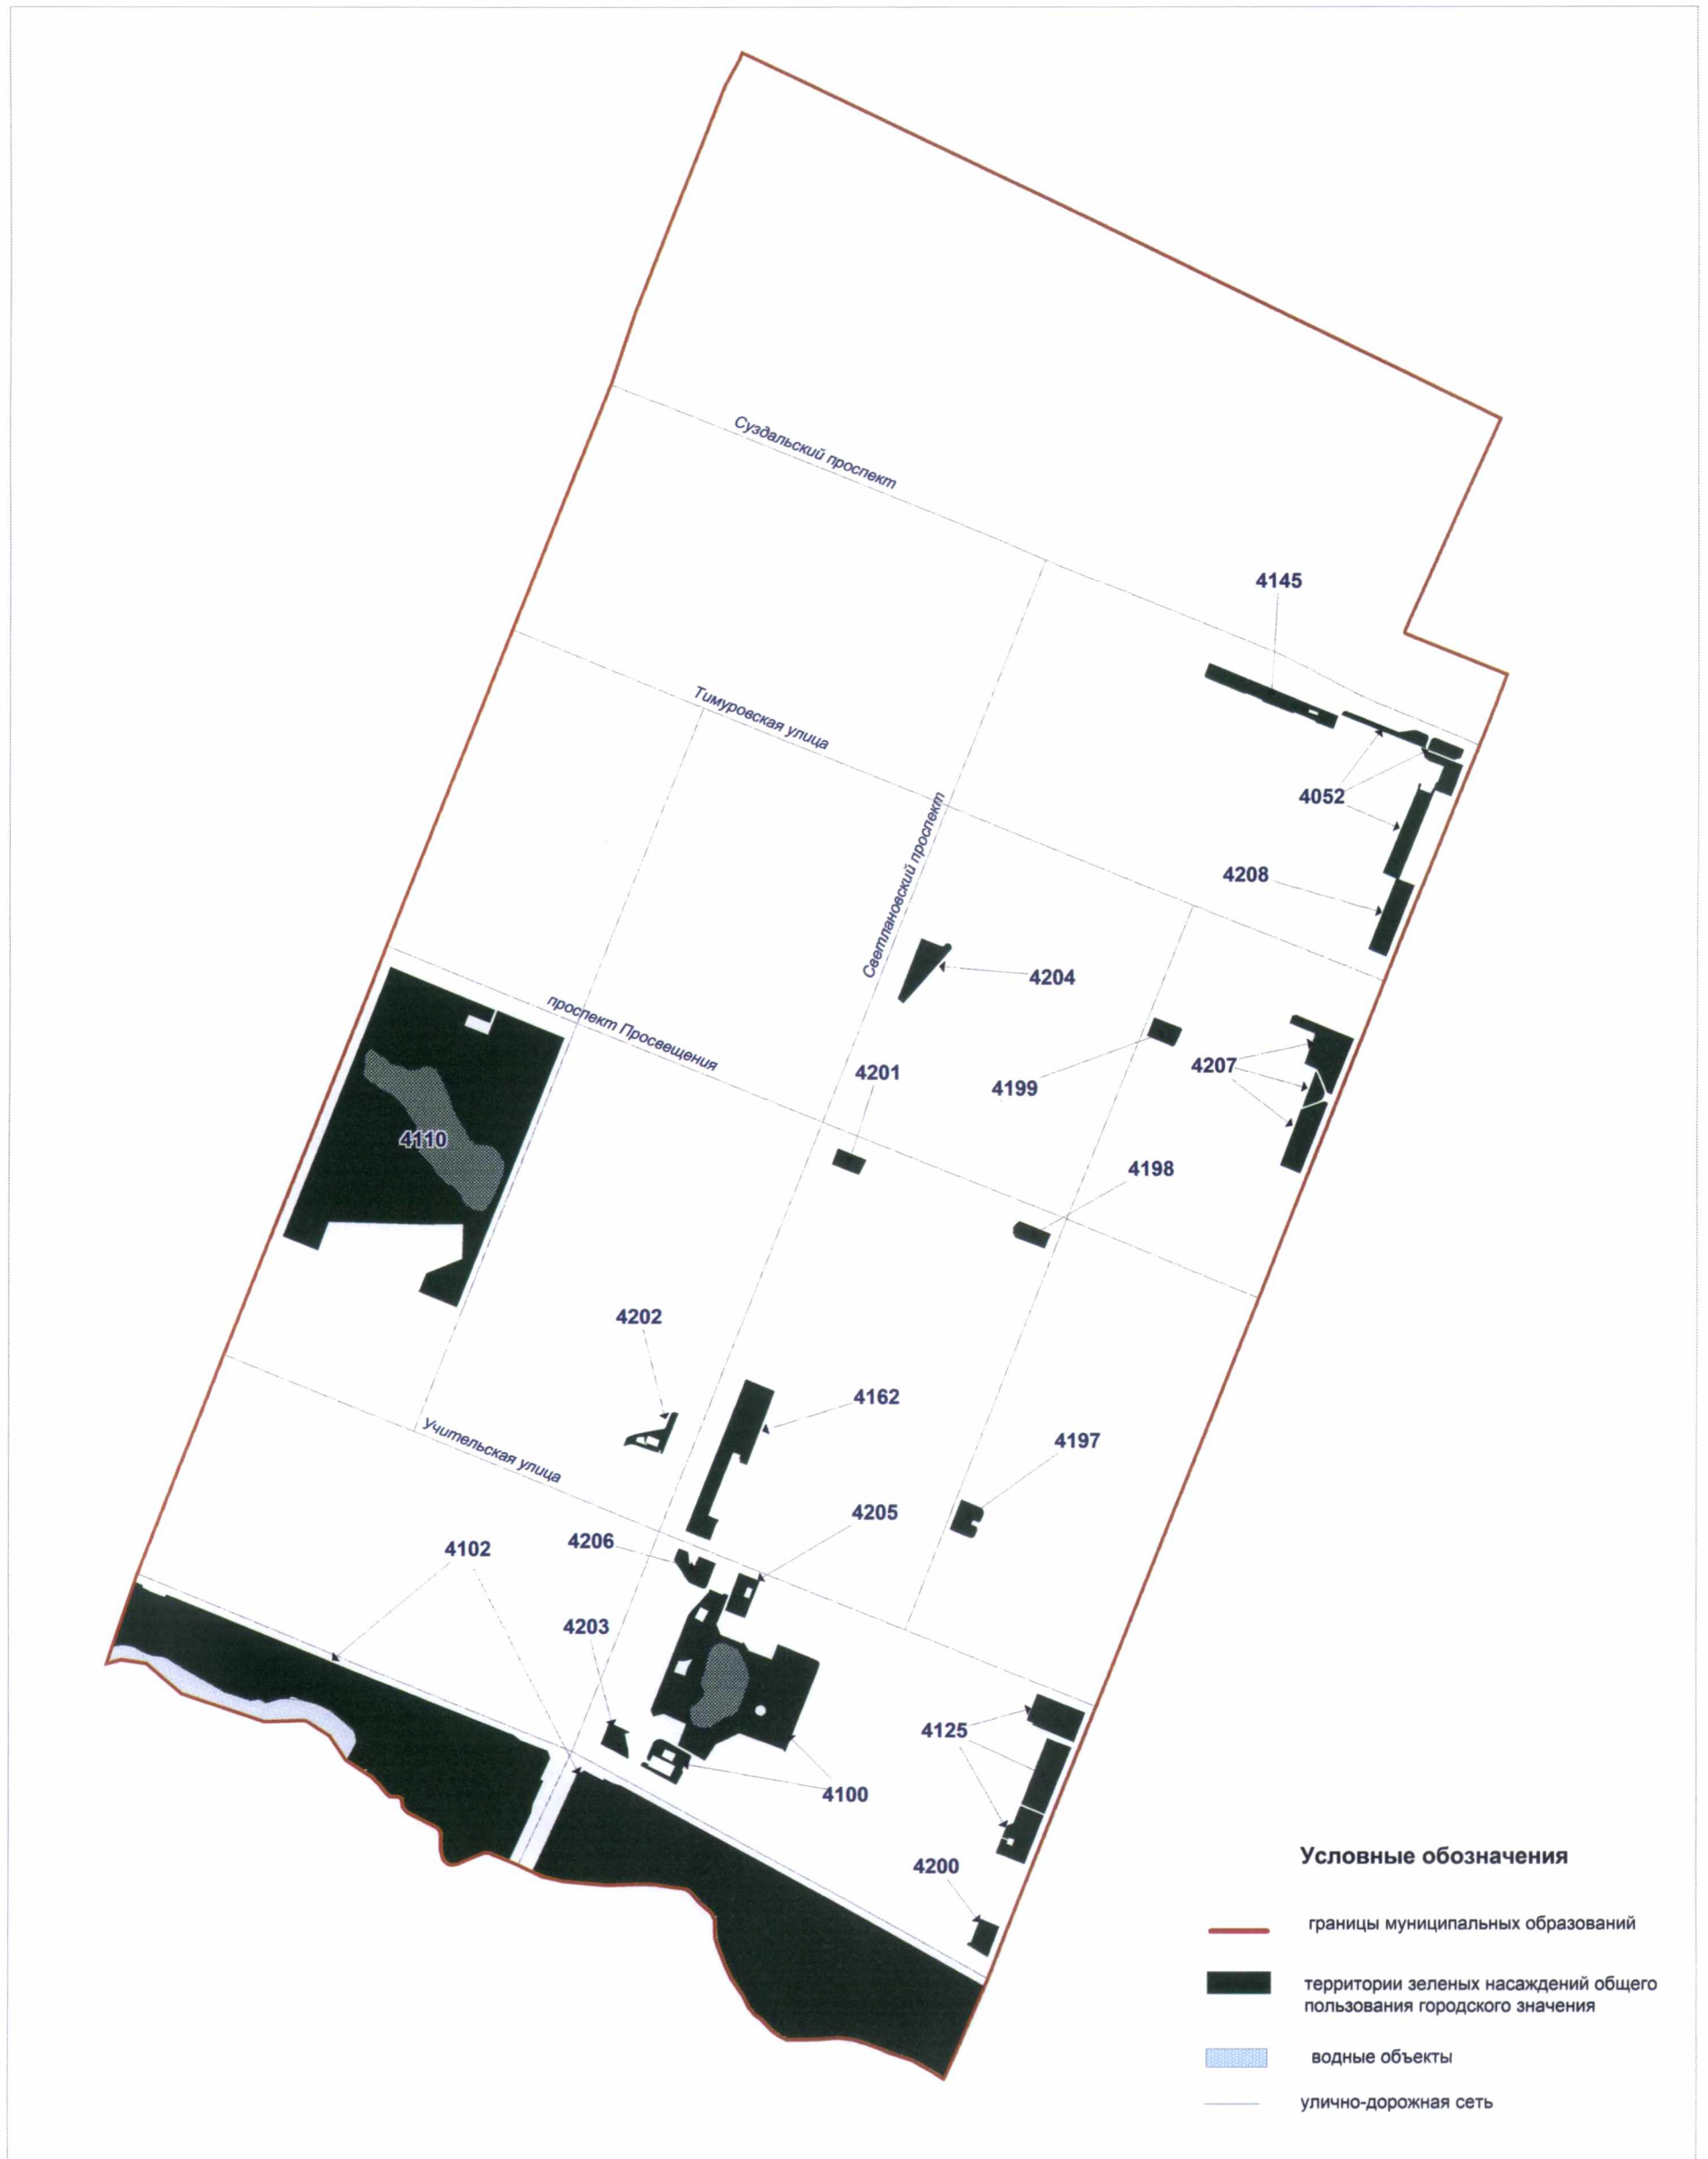 Суздальский проспект
4145
Тимуровская улица
4052
Светлановский проспект
4208
4204
проспект Просвещения
4201
4199
4207
4110
4198
4202
4162
Учительская улица
4197
4205
4206
4102
4203
4125
4100
4200
Условные обозначения
границы муниципальных образований
территории зеленых насаждений общего
пользования городского значения
водные объекты
улично-дорожная сеть